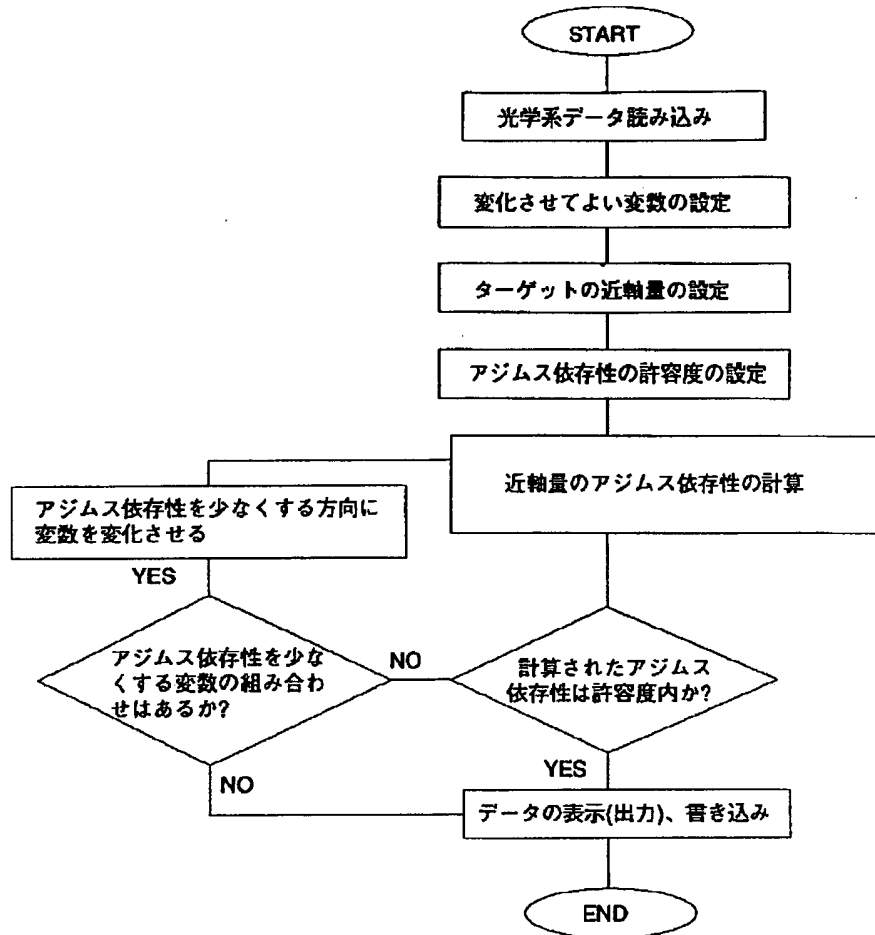 START
光学系データ読み込み
変化させてよい変数の設定
ターゲットの近軸量の設定
アジムス依存性の許容度の設定
近軸量のアジムス依存性の計算
アジムス依存性を少なくする方向に
変数を変化させる
YES
アジムス依存性を少な
くする変数の組み合わ
せはあるか?
NO
計算されたアジムス
依存性は許容度内か?
NO
YES
データの表示(出力)、書き込み
END